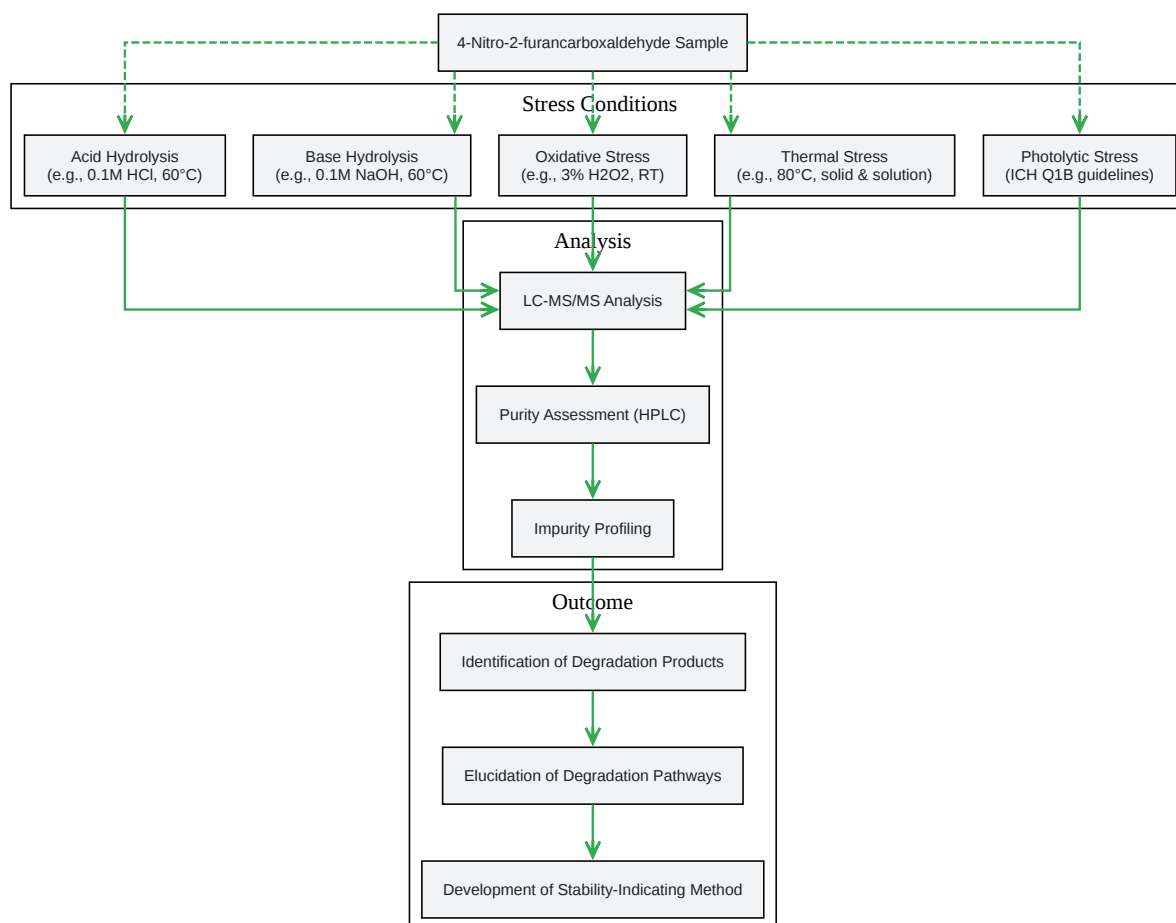 4-Nitro-2-furancarboxaldehyde Sample
Stress Conditions
Acid Hydrolysis
(e.g., 0.1M HCl, 60°C)
Base Hydrolysis
(e.g., 0.1M NaOH, 60°C)
Oxidative Stress
(e.g., 3% H2O2, RT)
Thermal Stress
(e.g., 80°C, solid & solution)
Photolytic Stress
(ICH Q1B guidelines)
Analysis
LC-MS/MS Analysis
Purity Assessment (HPLC)
Impurity Profiling
Outcome
Identification of Degradation Products
Elucidation of Degradation Pathways
Development of Stability-Indicating Method